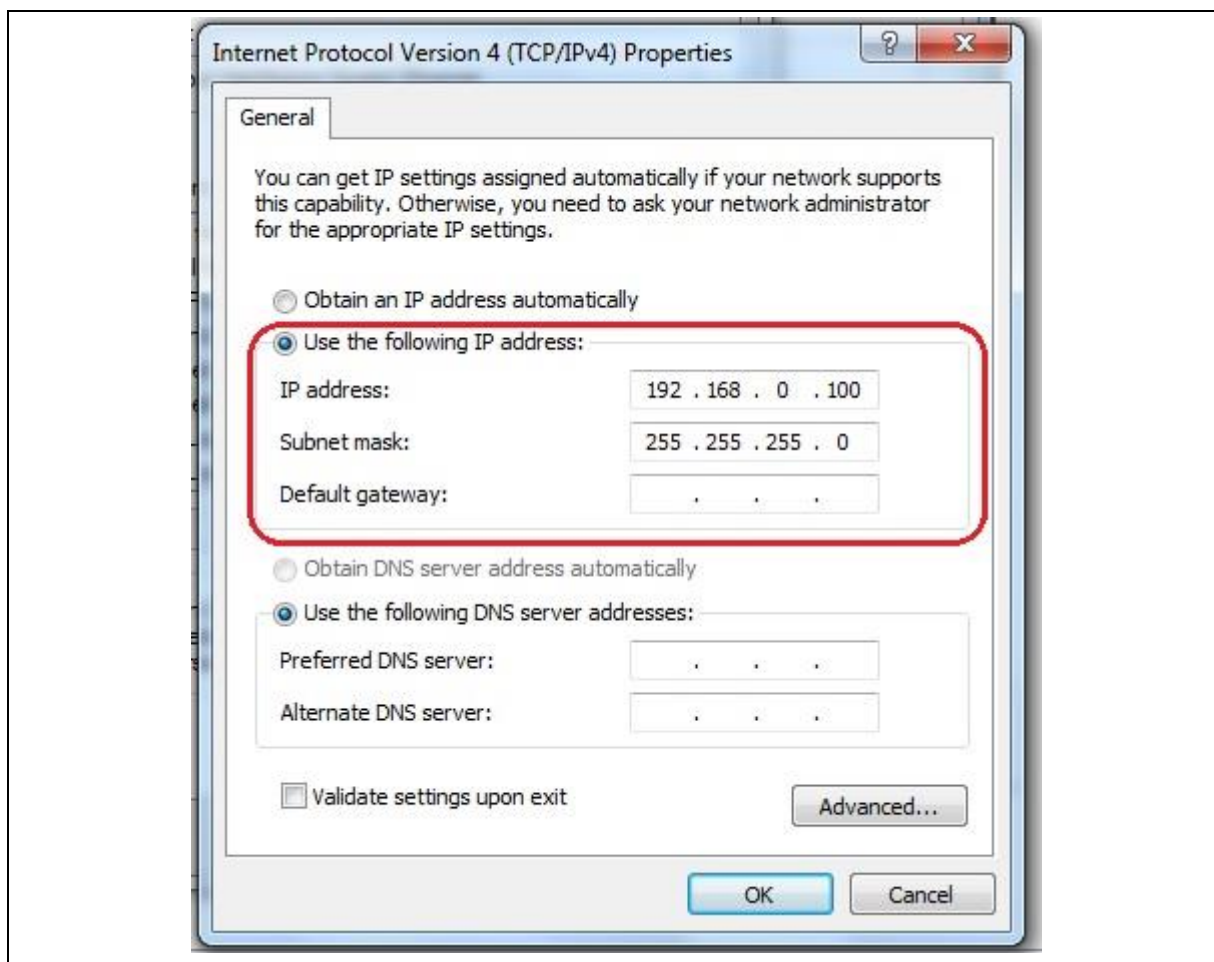 Internet Protocol Version 4 (TCP/IPv4) Properties
General
You can get IP settings assigned automatically if your network supports
this capability. Otherwise, you need to ask your network administrator
for the appropriate IP settings.
Obtain an IP address automatically
Use the following IP address:
IP address: 192 . 168 . 0 . 100
Subnet mask: 255 . 255 . 255 . 0
Default gateway: . . .
Obtain DNS server address automatically
Use the following DNS server addresses:
Preferred DNS server: . . .
Alternate DNS server: . . .
Validate settings upon exit
Advanced...
OK Cancel